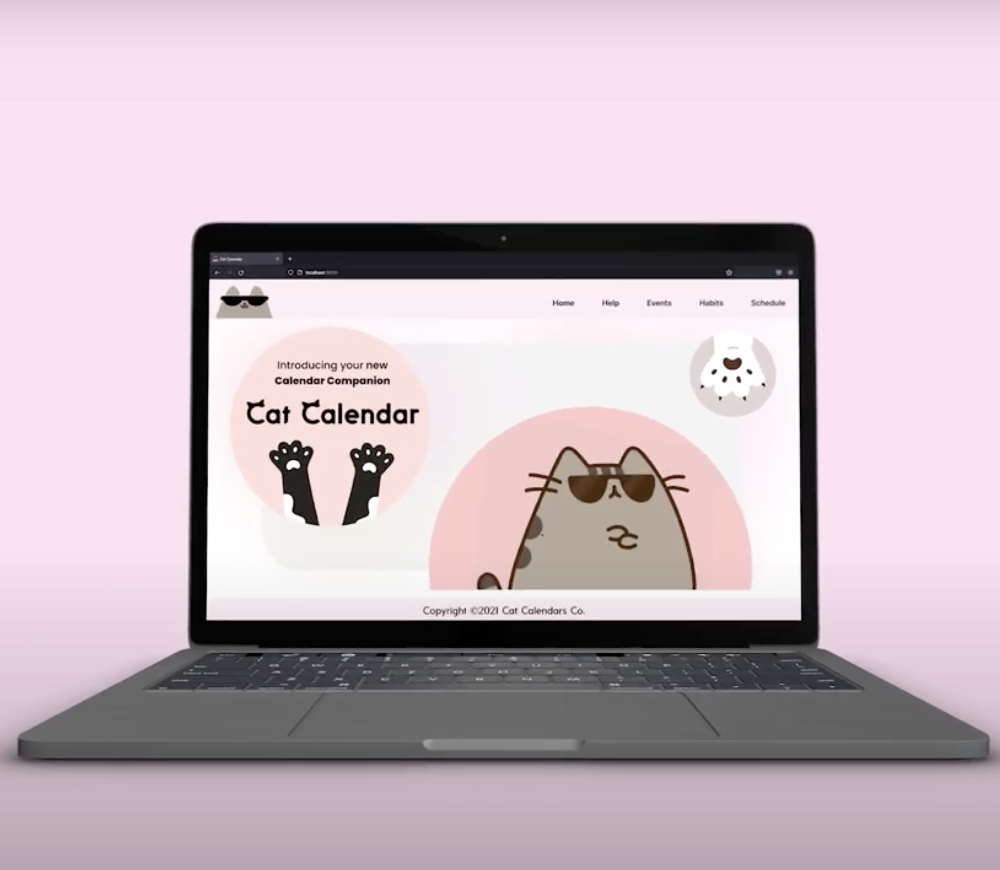 Cat Calendar
localhost:3000
Home Help Events Habits Schedule
Introducing your new
Calendar Companion
Cat Calendar
Copyright ©2021 Cat Calendars Co.